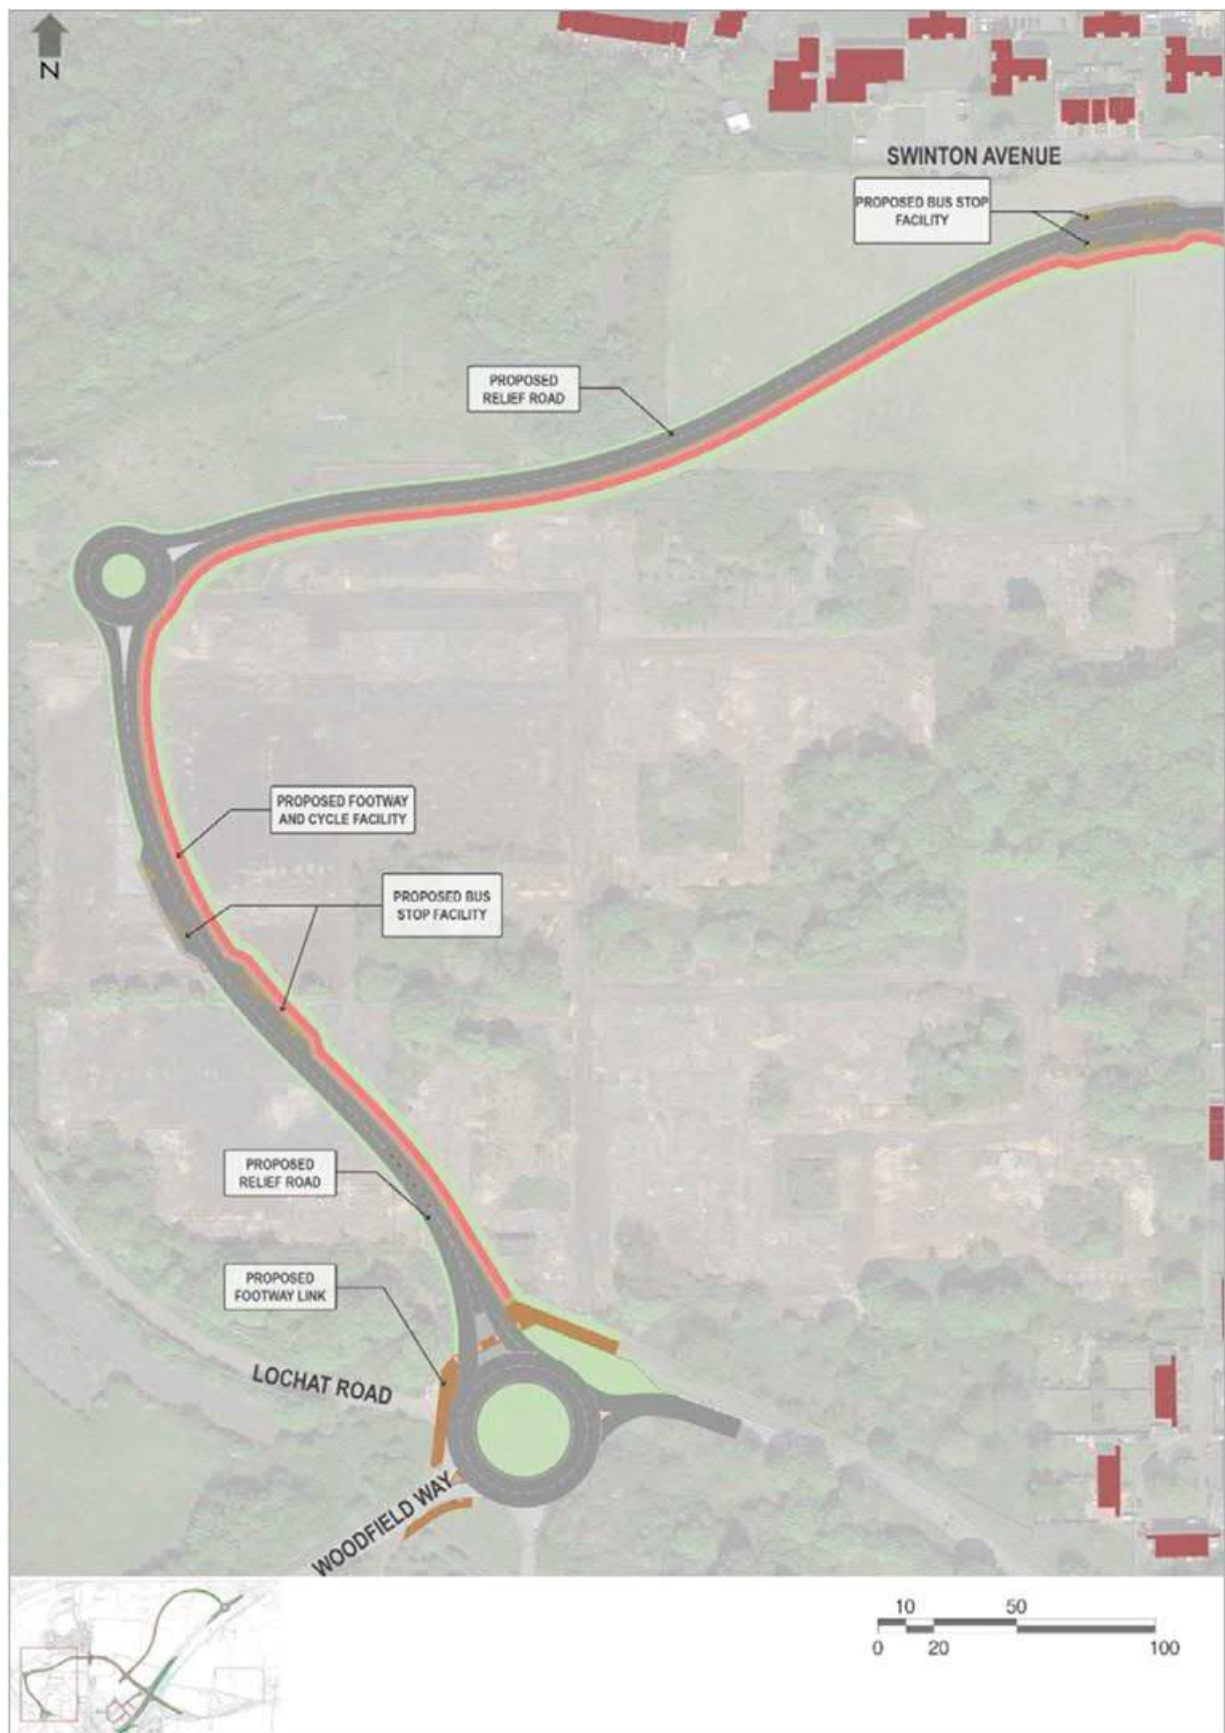 N
SWINTON AVENUE
PROPOSED BUS STOP
FACILITY
PROPOSED
RELIEF ROAD
Google
PROPOSED FOOTWAY
AND CYCLE FACILITY
PROPOSED BUS
STOP FACILITY
PROPOSED
RELIEF ROAD
PROPOSED
FOOTWAY LINK
LOCHAT ROAD
WOODFIELD WAY
10 50
0 20 100